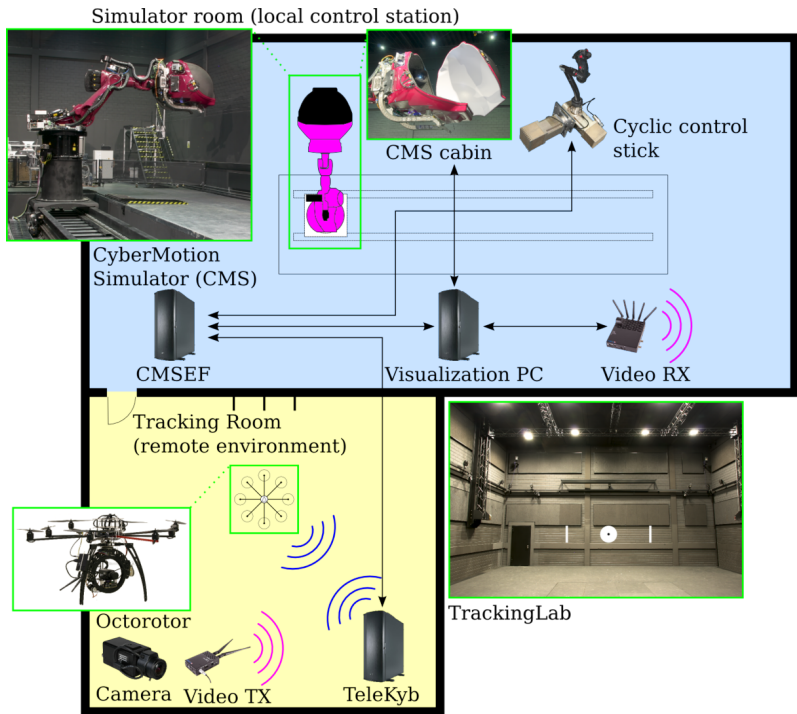 Simulator room (local control station)
CMS cabin
Cyclic control
stick
CyberMotion
Simulator (CMS)
CMSEF
Visualization PC
Video RX
Tracking Room
(remote environment)
Octorotor
Camera
Video TX
TeleKyb
TrackingLab